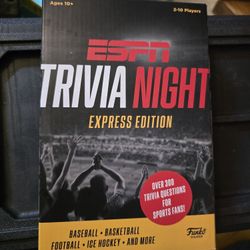 Ages 10+
2-10 Players
ESPN
TRIVIA NIGHT
EXPRESS EDITION
OVER 300
TRIVIA QUESTIONS
FOR
SPORTS FANS!
BASEBALL • BASKETBALL
FOOTBALL • ICE HOCKEY • AND MORE
Funko
GAMES